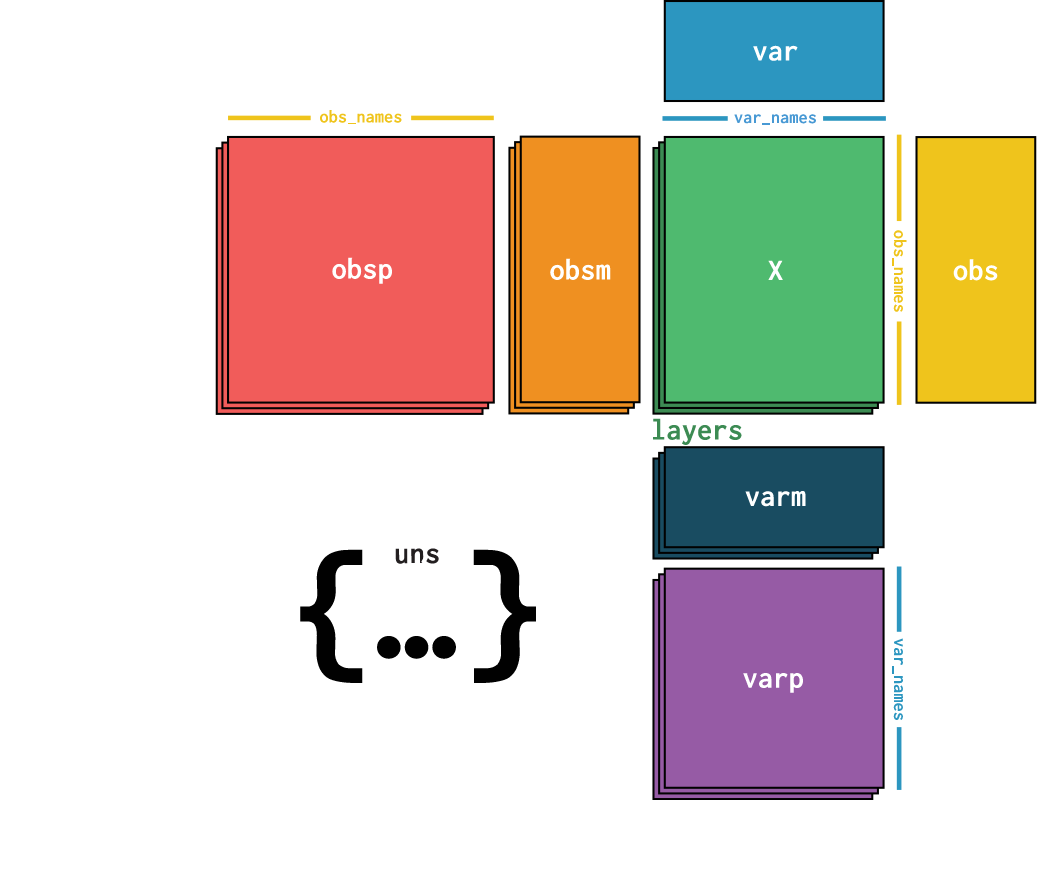 var
obs_names
var_names
obsp
obsm
X
obs_names
obs
layers
varm
uns
{ ... }
varp
var_names